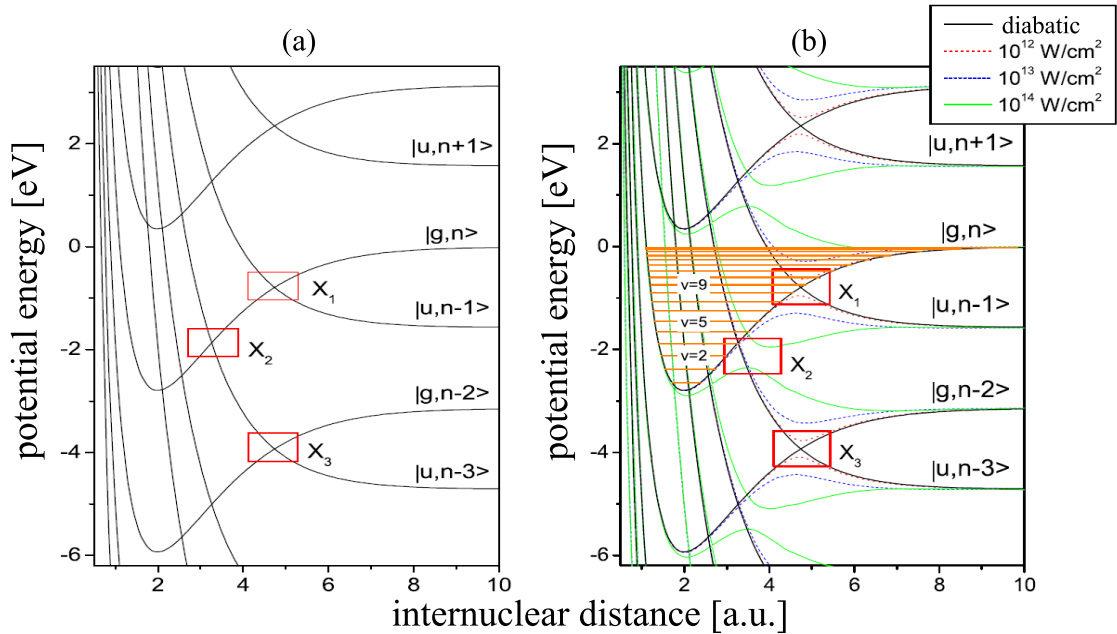 (a)
(b)
diabatic
10¹² W/cm²
10¹³ W/cm²
10¹⁴ W/cm²
potential energy [eV]
2
0
-2
-4
-6
|u,n+1>
|g,n>
X₁
|u,n-1>
X₂
|g,n-2>
X₃
|u,n-3>
2
4
6
8
10
potential energy [eV]
2
0
-2
-4
-6
|u,n+1>
|g,n>
v=9
X₁
|u,n-1>
v=5
v=2
X₂
|g,n-2>
X₃
|u,n-3>
2
4
6
8
10
internuclear distance [a.u.]